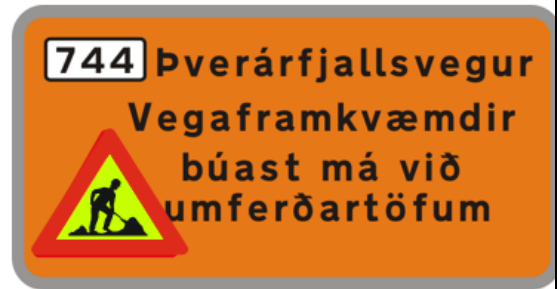 744 Þverárfjallsvegur
Vegaframkvæmdir
búast má við
umferðartöfum